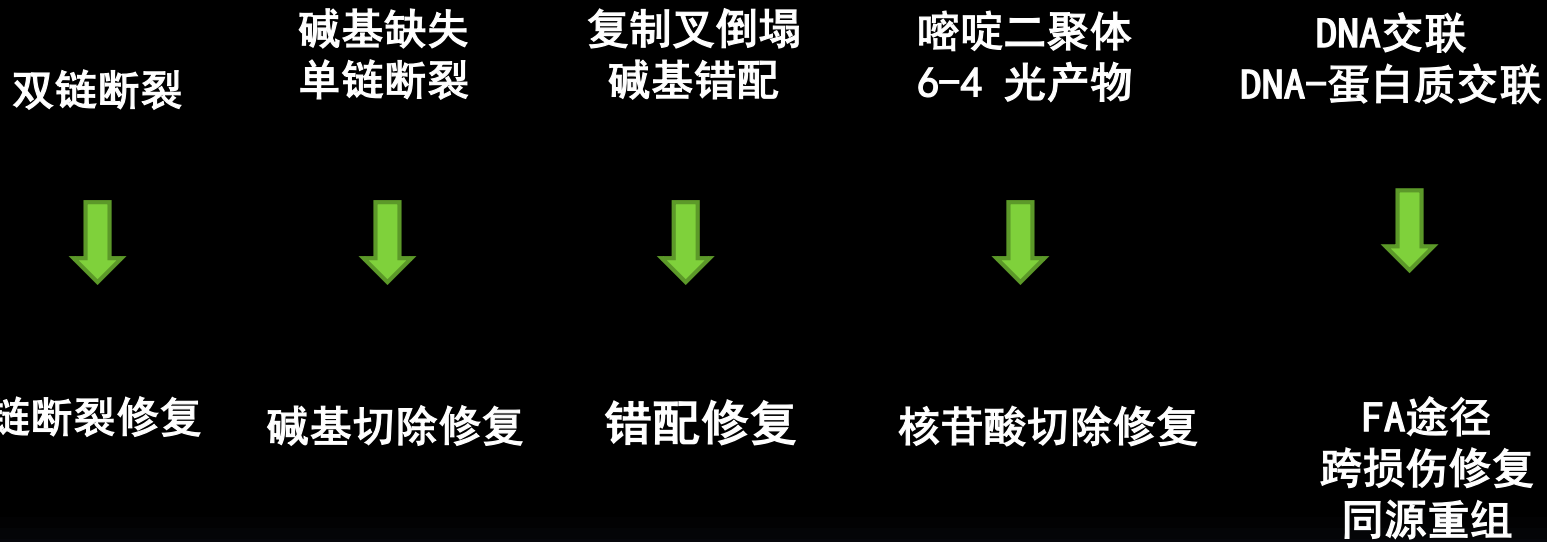 双链断裂
碱基缺失
单链断裂
复制叉倒塌
碱基错配
嘧啶二聚体
6-4 光产物
DNA交联
DNA-蛋白质交联
链断裂修复
碱基切除修复
错配修复
核苷酸切除修复
FA途径
跨损伤修复
同源重组